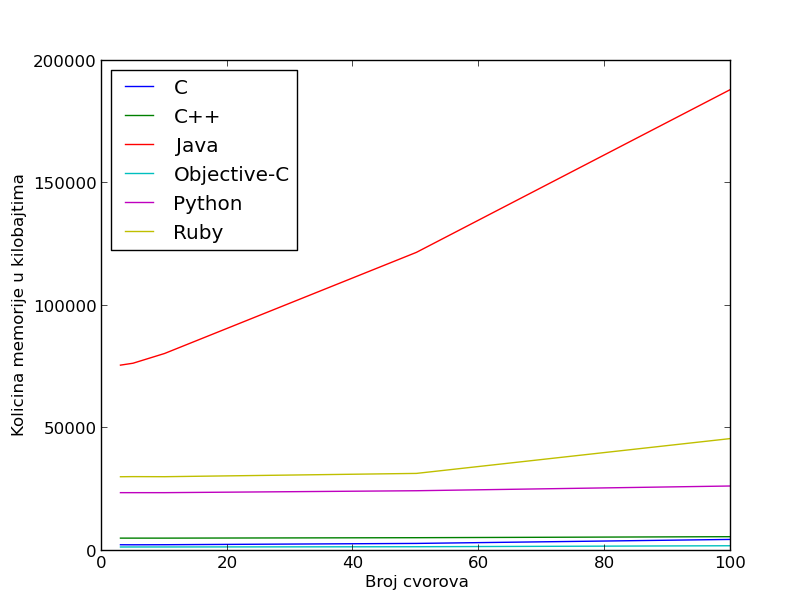 200000
150000
100000
50000
0
Kolicina memorije u kilobajtima
C
C++
Java
Objective-C
Python
Ruby
0 20 40 60 80 100
Broj cvorova